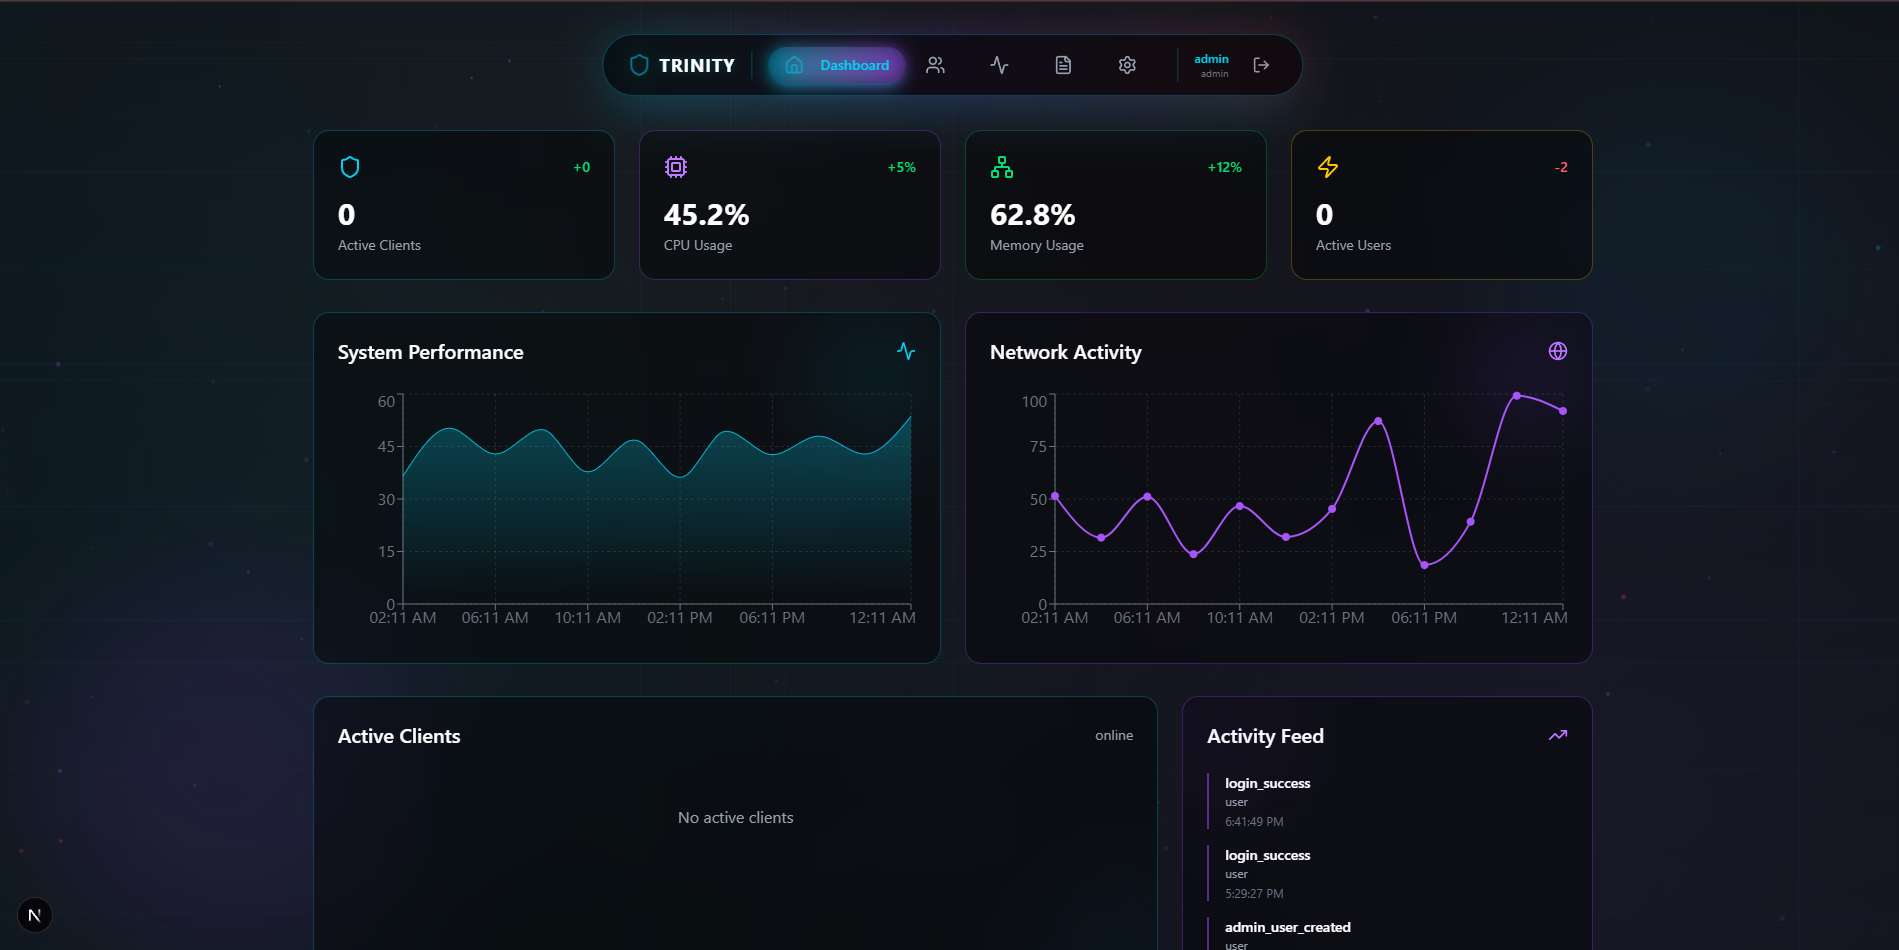 TRINITY
Dashboard
admin
admin
+0
0
Active Clients
+5%
45.2%
CPU Usage
+12%
62.8%
Memory Usage
-2
0
Active Users
System Performance
60
45
30
15
0
02:11 AM 06:11 AM 10:11 AM 02:11 PM 06:11 PM 12:11 AM
Network Activity
100
75
50
25
0
02:11 AM 06:11 AM 10:11 AM 02:11 PM 06:11 PM 12:11 AM
Active Clients
online
No active clients
Activity Feed
login_success
user
6:41:49 PM
login_success
user
5:29:27 PM
admin_user_created
user
N